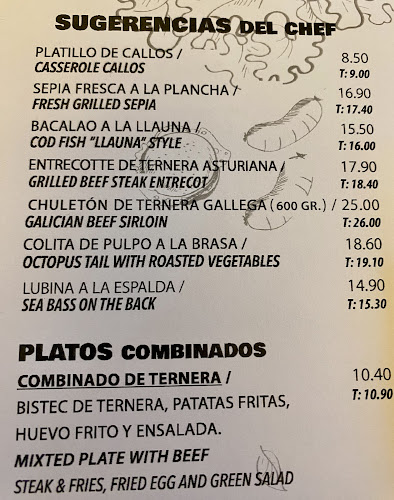 SUGERENCIAS DEL CHEF
PLATILLO DE CALLOS / 8.50
CASSEROLE CALLOS T: 9.00
SEPIA FRESCA A LA PLANCHA / 16.90
FRESH GRILLED SEPIA T: 17.40
BACALAO A LA LLAUNA / 15.50
COD FISH "LLAUNA" STYLE T: 16.00
ENTRECOTTE DE TERNERA ASTURIANA / 17.90
GRILLED BEEF STEAK ENTRECOT T: 18.40
CHULETÓN DE TERNERA GALLEGA (600 GR.) / 25.00
GALICIAN BEEF SIRLOIN T: 26.00
COLITA DE PULPO A LA BRASA / 18.60
OCTOPUS TAIL WITH ROASTED VEGETABLES T: 19.10
LUBINA A LA ESPALDA / 14.90
SEA BASS ON THE BACK T: 15.30
PLATOS COMBINADOS
COMBINADO DE TERNERA / 10.40
BISTEC DE TERNERA, PATATAS FRITAS, T: 10.90
HUEVO FRITO Y ENSALADA.
MIXTED PLATE WITH BEEF
STEAK & FRIES, FRIED EGG AND GREEN SALAD